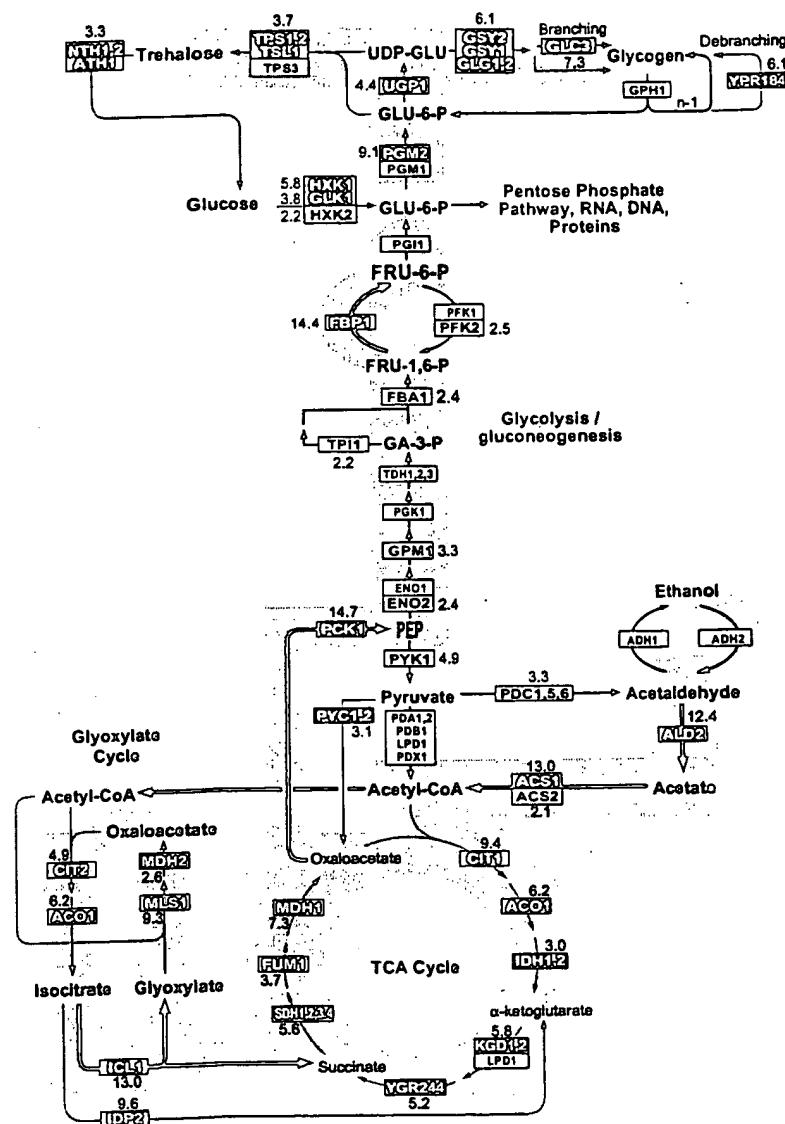 3.3
NTH1-2
ATH1
Trehalose
3.7
TPS1-2
TSL1
TPS3
UDP-GLU
6.1
GSY2
GSY1
GLG1-2
Branching
GLC3
7.3
Glycogen
Debranching
6.1
YPR184
GPH1
n-1
4.4
UGP1
GLU-6-P
9.1
PGM2
PGM1
Glucose
5.8
3.8
2.2
HXK1
GLK1
HXK2
GLU-6-P
Pentose Phosphate
Pathway, RNA, DNA,
Proteins
PGI1
FRU-6-P
14.4
FBP1
PFK1
PFK2
2.5
FRU-1,6-P
FBA1
2.4
Glycolysis /
gluconeogenesis
TPI1
2.2
GA-3-P
TDH1,2,3
PGK1
GPM1
3.3
ENO1
ENO2
2.4
14.7
PCK1
PEP
PYK1
4.9
Ethanol
ADH1
ADH2
Pyruvate
3.3
PDC1,5,6
Acetaldehyde
PYC1-2
3.1
PDA1,2
PDB1
LPD1
PDX1
12.4
ALD2
Glyoxylate
Cycle
Acetyl-CoA
Acetyl-CoA
13.0
ACS1
ACS2
2.1
Acetato
Oxaloacetate
4.9
CIT2
MDH2
2.6
6.2
ACO1
MLS1
9.3
Isocitrate
Glyoxylate
Oxaloacetate
9.4
CIT1
6.2
ACO1
MDH1
7.3
TCA Cycle
3.0
IDH1-2
FUM1
3.7
α-ketoglutarate
SDH1,2,3,4
5.6
5.8
KGD1-2
LPD1
Succinate
YGR244
5.2
ICL1
13.0
9.6
IDP2